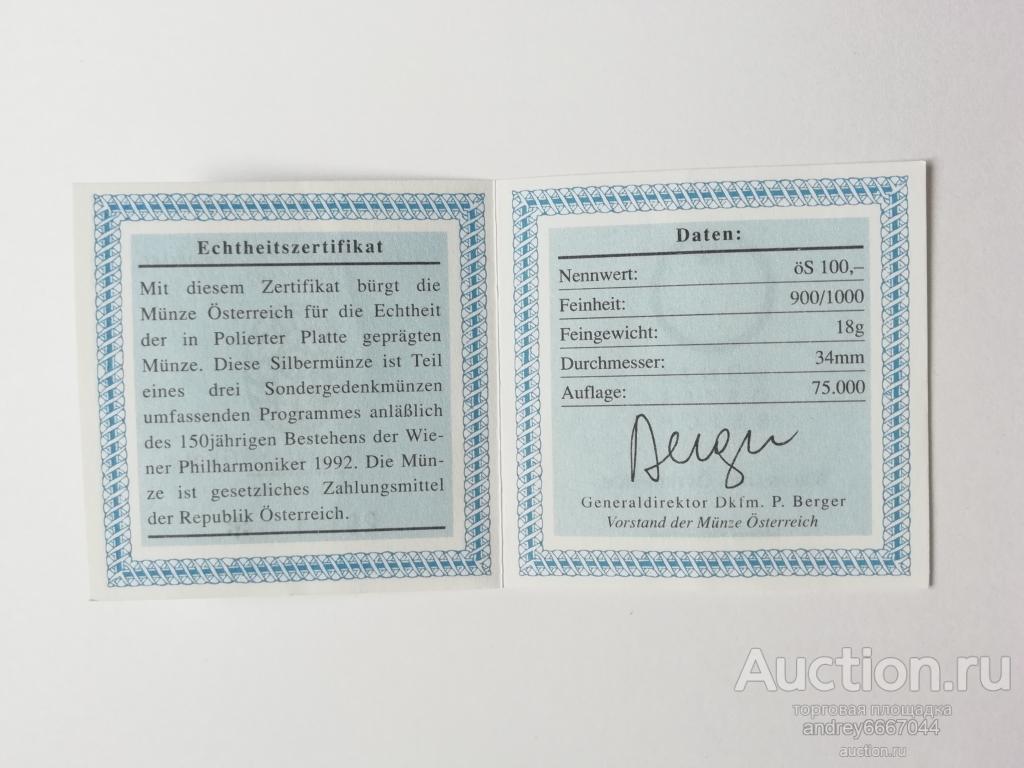 Echtheitszertifikat
Mit diesem Zertifikat bürgt die
Münze Österreich für die Echtheit
der in Polierter Platte geprägten
Münze. Diese Silbermünze ist Teil
eines drei Sondergedenkmünzen
umfassenden Programmes anläßlich
des 150jährigen Bestehens der Wie-
ner Philharmoniker 1992. Die Mün-
ze ist gesetzliches Zahlungsmittel
der Republik Österreich.
Daten:
Nennwert: öS 100,–
Feinheit: 900/1000
Feingewicht: 18g
Durchmesser: 34mm
Auflage: 75.000
Berger
Generaldirektor Dkfm. P. Berger
Vorstand der Münze Österreich
Auction.ru
торговая площадка
andrey6667044
auction.ru